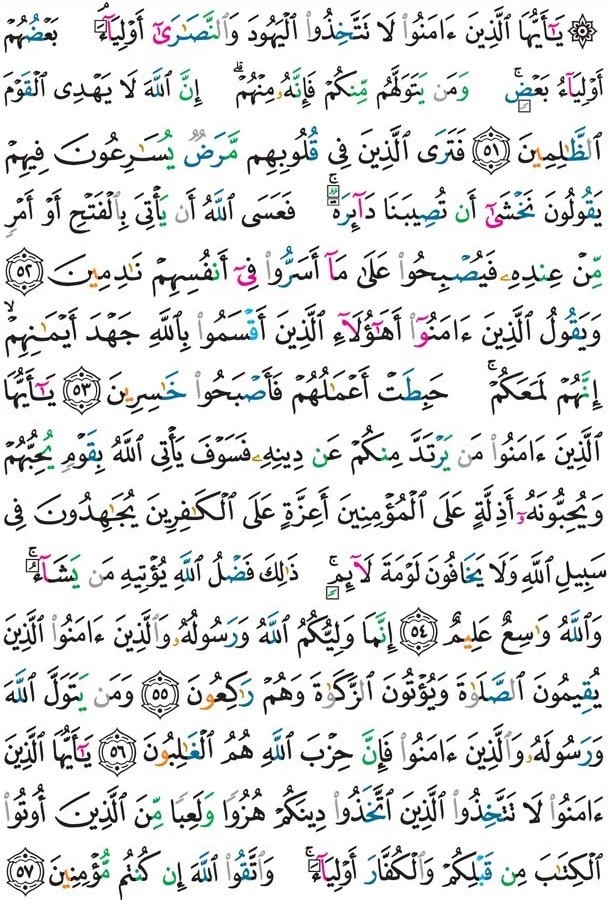 ۞ يَٰٓأَيُّهَا ٱلَّذِينَ ءَامَنُوا۟ لَا تَتَّخِذُوا۟ ٱلْيَهُودَ وَٱلنَّصَٰرَىٰٓ أَوْلِيَآءَ ۘ بَعْضُهُمْ
أَوْلِيَآءُ بَعْضٍۢ ۚ وَمَن يَتَوَلَّهُم مِّنكُمْ فَإِنَّهُۥ مِنْهُمْ ۗ إِنَّ ٱللَّهَ لَا يَهْدِى ٱلْقَوْمَ
ٱلظَّٰلِمِينَ ﴿٥١﴾ فَتَرَى ٱلَّذِينَ فِى قُلُوبِهِم مَّرَضٌۭ يُسَٰرِعُونَ فِيهِمْ
يَقُولُونَ نَخْشَىٰٓ أَن تُصِيبَنَا دَآئِرَةٌۭ ۚ فَعَسَى ٱللَّهُ أَن يَأْتِىَ بِٱلْفَتْحِ أَوْ أَمْرٍۢ
مِّنْ عِندِهِۦ فَيُصْبِحُوا۟ عَلَىٰ مَآ أَسَرُّوا۟ فِىٓ أَنفُسِهِمْ نَٰدِمِينَ ﴿٥٢﴾
وَيَقُولُ ٱلَّذِينَ ءَامَنُوٓا۟ أَهَٰٓؤُلَآءِ ٱلَّذِينَ أَقْسَمُوا۟ بِٱللَّهِ جَهْدَ أَيْمَٰنِهِمْ ۙ
إِنَّهُمْ لَمَعَكُمْ ۚ حَبِطَتْ أَعْمَٰلُهُمْ فَأَصْبَحُوا۟ خَٰسِرِينَ ﴿٥٣﴾ يَٰٓأَيُّهَا
ٱلَّذِينَ ءَامَنُوا۟ مَن يَرْتَدَّ مِنكُمْ عَن دِينِهِۦ فَسَوْفَ يَأْتِى ٱللَّهُ بِقَوْمٍۢ يُحِبُّهُمْ
وَيُحِبُّونَهُۥٓ أَذِلَّةٍ عَلَى ٱلْمُؤْمِنِينَ أَعِزَّةٍ عَلَى ٱلْكَٰفِرِينَ يُجَٰهِدُونَ فِى
سَبِيلِ ٱللَّهِ وَلَا يَخَافُونَ لَوْمَةَ لَآئِمٍۢ ۚ ذَٰلِكَ فَضْلُ ٱللَّهِ يُؤْتِيهِ مَن يَشَآءُ ۚ
وَٱللَّهُ وَٰسِعٌ عَلِيمٌ ﴿٥٤﴾ إِنَّمَا وَلِيُّكُمُ ٱللَّهُ وَرَسُولُهُۥ وَٱلَّذِينَ ءَامَنُوا۟ ٱلَّذِينَ
يُقِيمُونَ ٱلصَّلَوٰةَ وَيُؤْتُونَ ٱلزَّكَوٰةَ وَهُمْ رَٰكِعُونَ ﴿٥٥﴾ وَمَن يَتَوَلَّ ٱللَّهَ
وَرَسُولَهُۥ وَٱلَّذِينَ ءَامَنُوا۟ فَإِنَّ حِزْبَ ٱللَّهِ هُمُ ٱلْغَٰلِبُونَ ﴿٥٦﴾ يَٰٓأَيُّهَا ٱلَّذِينَ
ءَامَنُوا۟ لَا تَتَّخِذُوا۟ ٱلَّذِينَ ٱتَّخَذُوا۟ دِينَكُمْ هُزُوًۭا وَلَعِبًۭا مِّنَ ٱلَّذِينَ أُوتُوا۟
ٱلْكِتَٰبَ مِن قَبْلِكُمْ وَٱلْكُفَّارَ أَوْلِيَآءَ ۚ وَٱتَّقُوا۟ ٱللَّهَ إِن كُنتُم مُّؤْمِنِينَ ﴿٥٧﴾